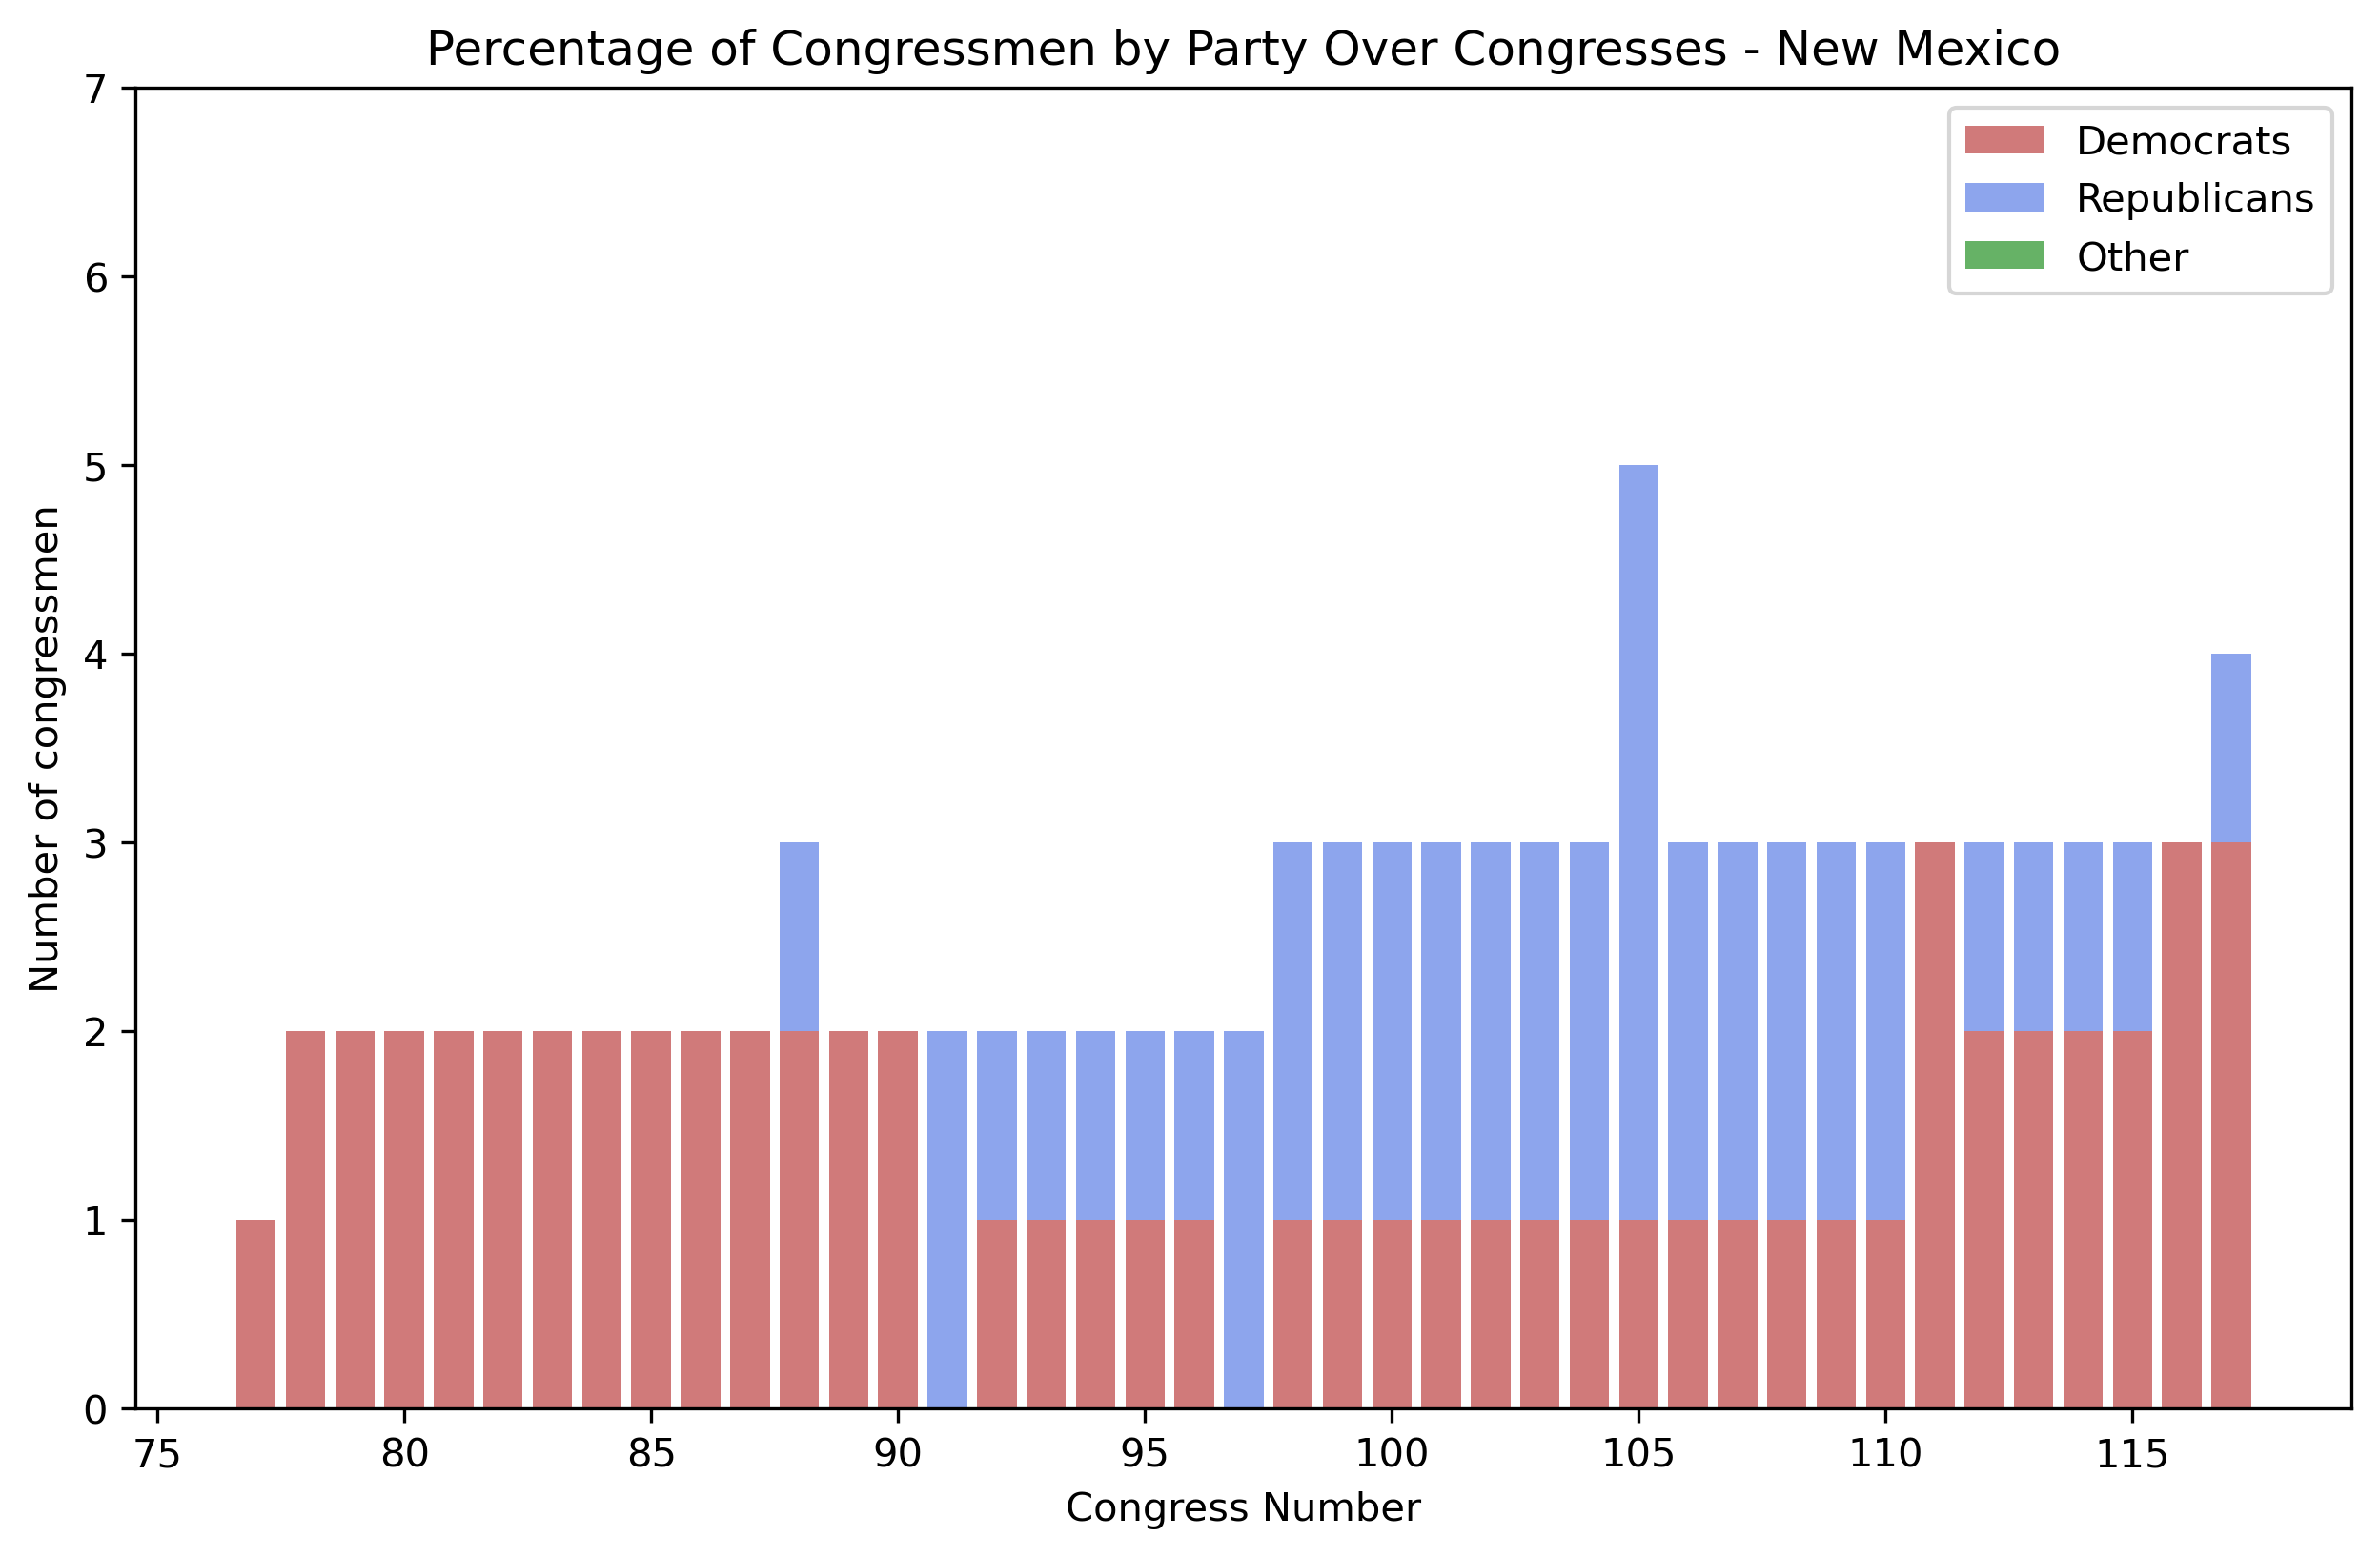 Percentage of Congressmen by Party Over Congresses - New Mexico
7
6
5
4
3
2
1
0
Number of congressmen
Democrats
Republicans
Other
75 80 85 90 95 100 105 110 115
Congress Number